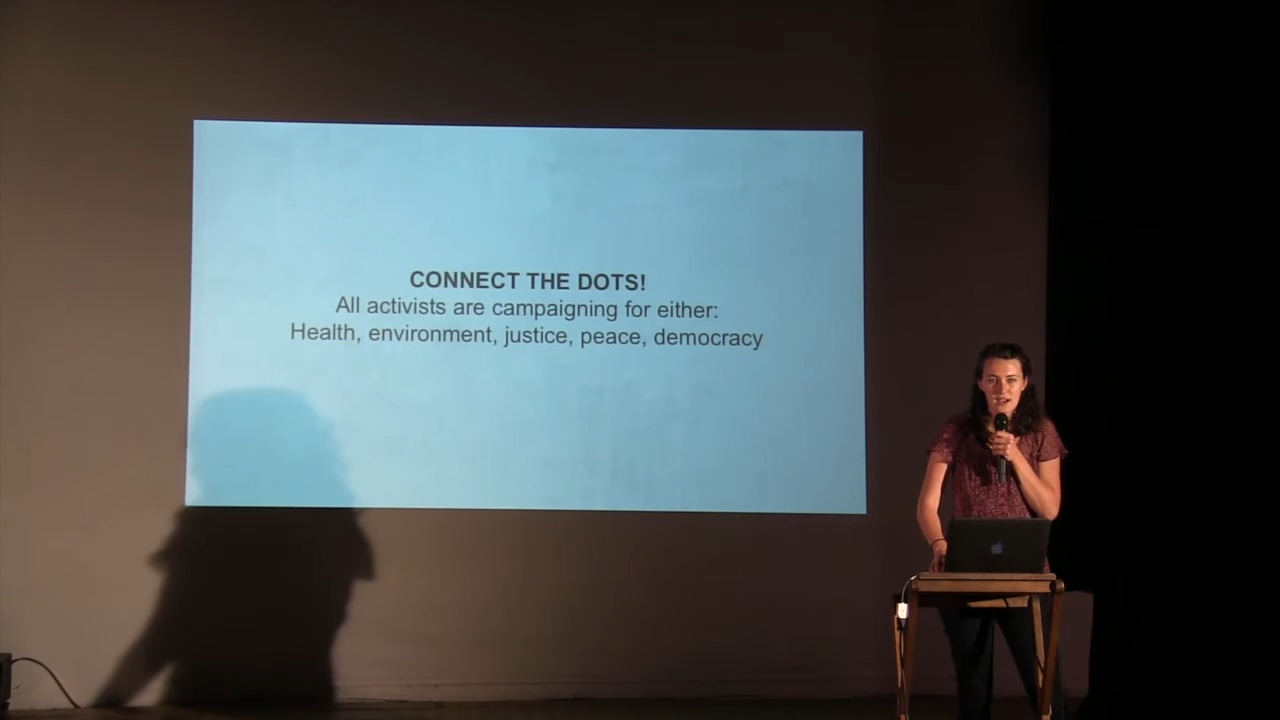 CONNECT THE DOTS!
All activists are campaigning for either:
Health, environment, justice, peace, democracy